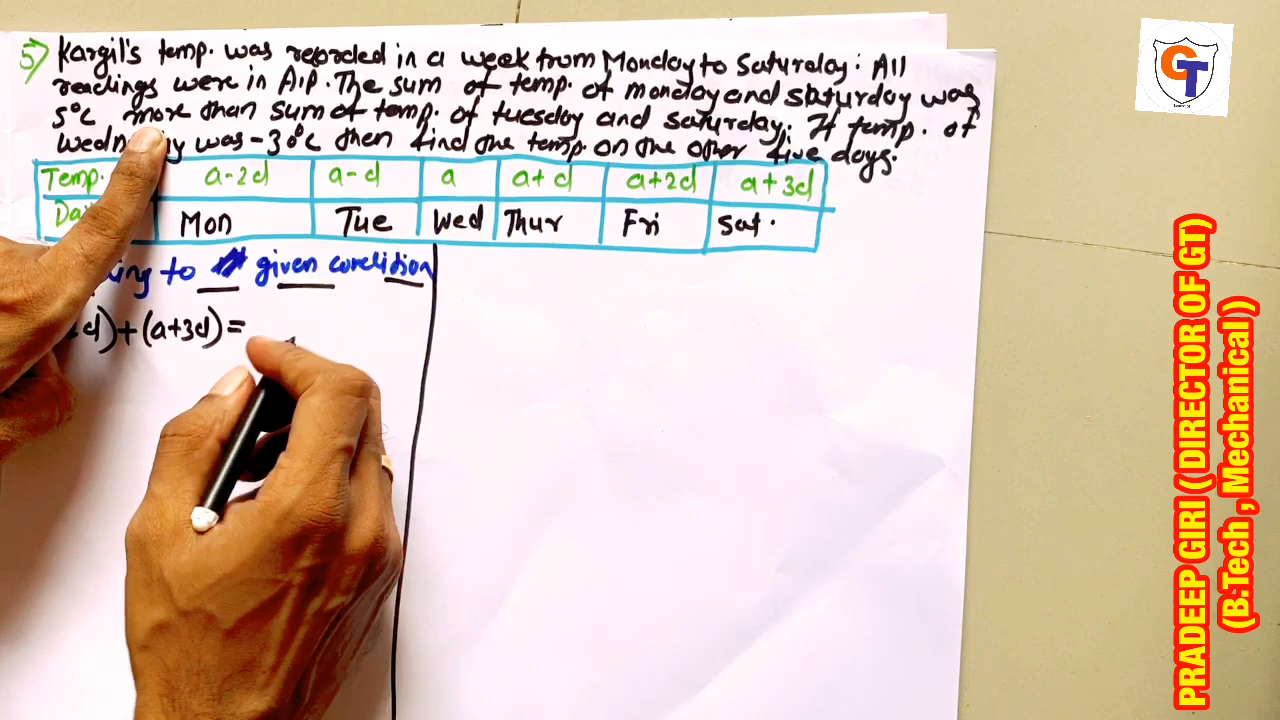 5) Kargil's temp. was reorded in a week from Monday to Saturday: All
readings were in A.P. The sum of temp. of monday and saturday was
5°c more than sum of temp. of tuesday and saturday. If temp. of
was -30°c then find the temp. on the other five days.
Temp. a-2d a-d a a+d a+2d a+3d
Mon Tue Wed Thur Fri Sat.
to given condition
d)+(a+3d)=
GT
PRADEEP GIRI ( DIRECTOR OF GT)
(B.Tech , Mechanical )